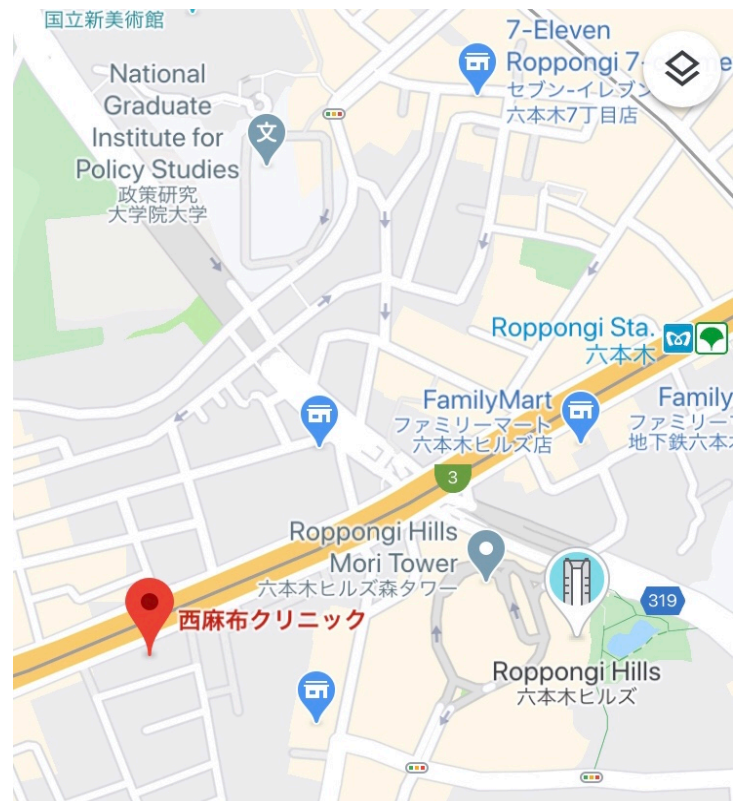 国立新美術館
7-Eleven
Roppongi 7-
セブン-イレブン
六本木7丁目店
National
Graduate
Institute for
Policy Studies
政策研究
大学院大学
文
Roppongi Sta.
六本木
FamilyMart
ファミリーマート
六本木ヒルズ店
Family
ファミリー
地下鉄六本
3
Roppongi Hills
Mori Tower
六本木ヒルズ森タワー
西麻布クリニック
319
Roppongi Hills
六本木ヒルズ